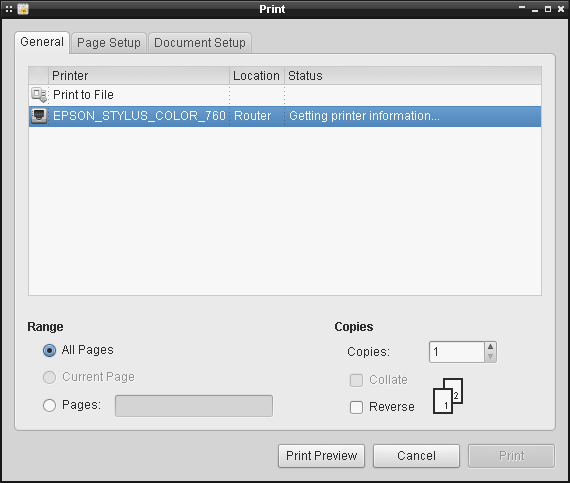 Print
General Page Setup Document Setup
Printer Location Status
Print to File
EPSON_STYLUS_COLOR_760 Router Getting printer information...
Range Copies
All Pages Copies: 1
Current Page Collate
Pages: Reverse
1 2
Print Preview Cancel Print